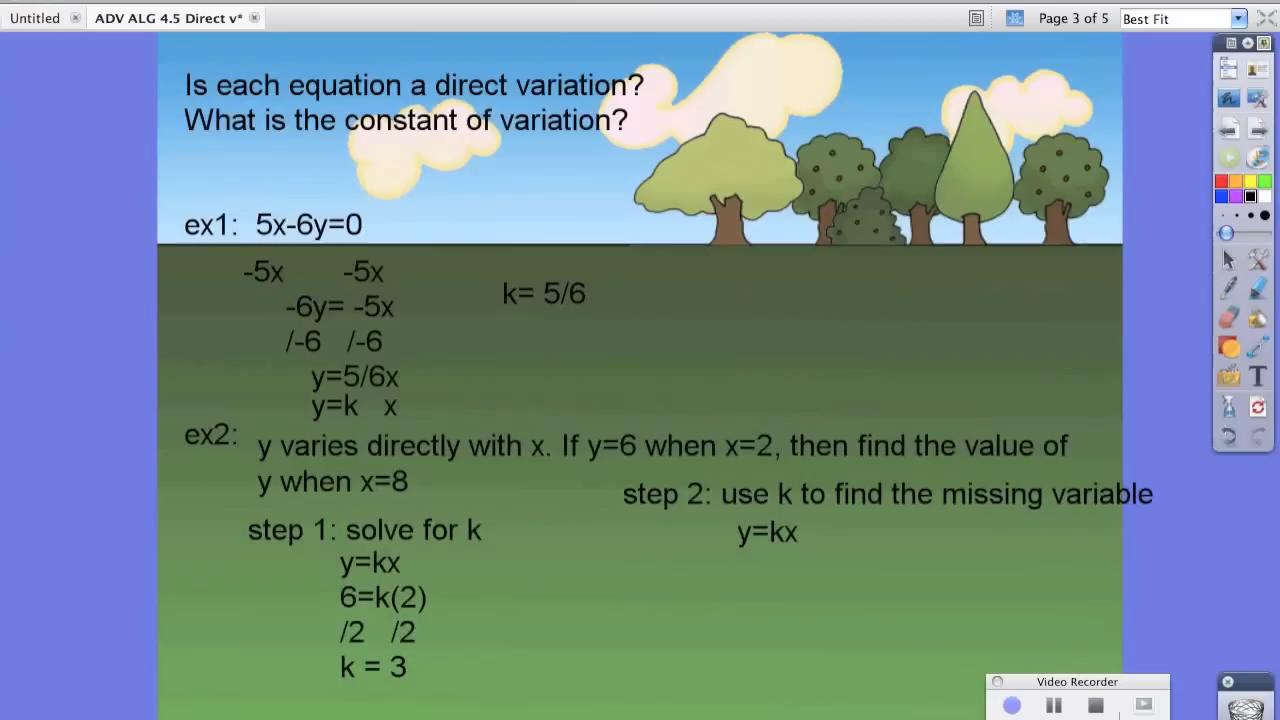 Untitled
ADV ALG 4.5 Direct v*
Page 3 of 5
Best Fit
Is each equation a direct variation?
What is the constant of variation?
ex1: 5x-6y=0
-5x -5x
k= 5/6
-6y= -5x
/-6 /-6
y=5/6x
y=k x
ex2:
y varies directly with x. If y=6 when x=2, then find the value of
y when x=8
step 1: solve for k
y=kx
6=k(2)
/2 /2
k = 3
step 2: use k to find the missing variable
y=kx
T
Video Recorder